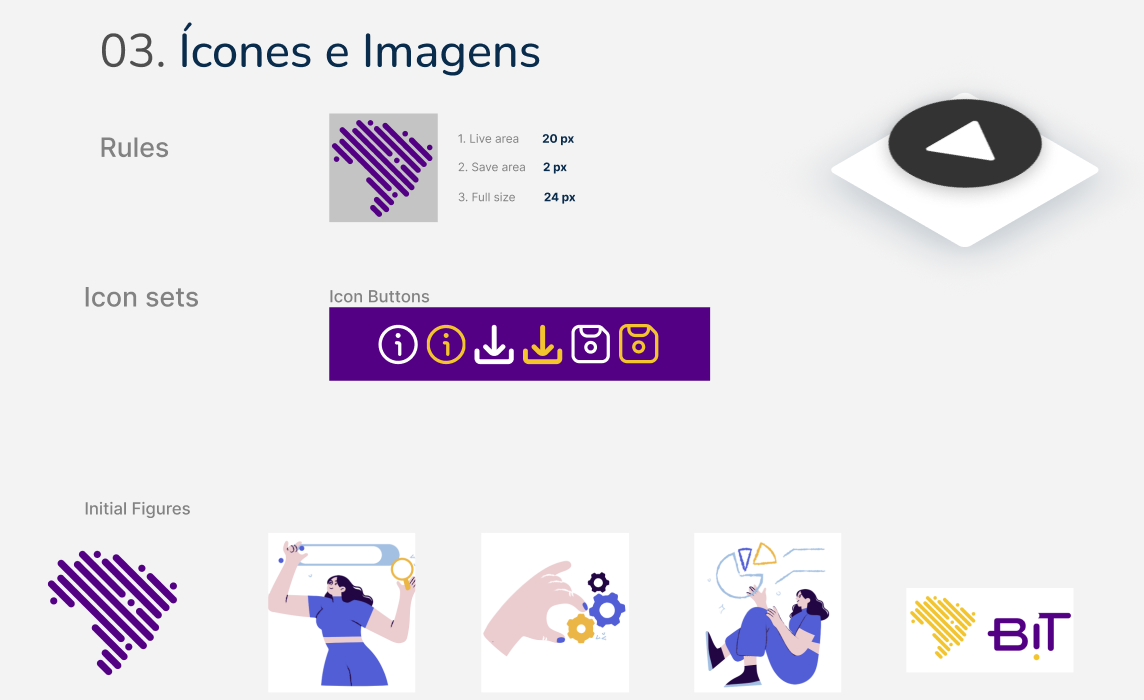 03. Ícones e Imagens
Rules
1. Live area 20 px
2. Save area 2 px
3. Full size 24 px
Icon sets
Icon Buttons
Initial Figures
BiT